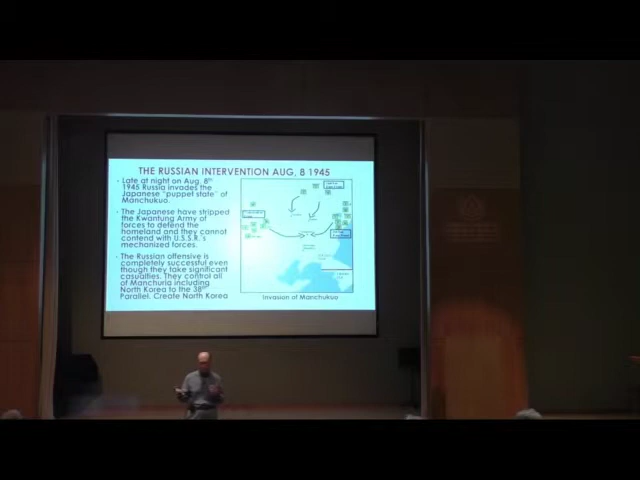 THE RUSSIAN INTERVENTION AUG, 8 1945
• Late at night on Aug. 8th
1945 Russia invades the
Japanese "puppet state" of
Manchukuo.
• The Japanese have stripped
the Kwantung Army of
forces to defend the
homeland and they cannot
contend with U.S.S.R.'s
mechanized forces.
• The Russian offensive is
completely successful even
though they take significant
casualties. They control all
of Manchuria including
North Korea to the 38th
Parallel. Create North Korea
Invasion of Manchukuo